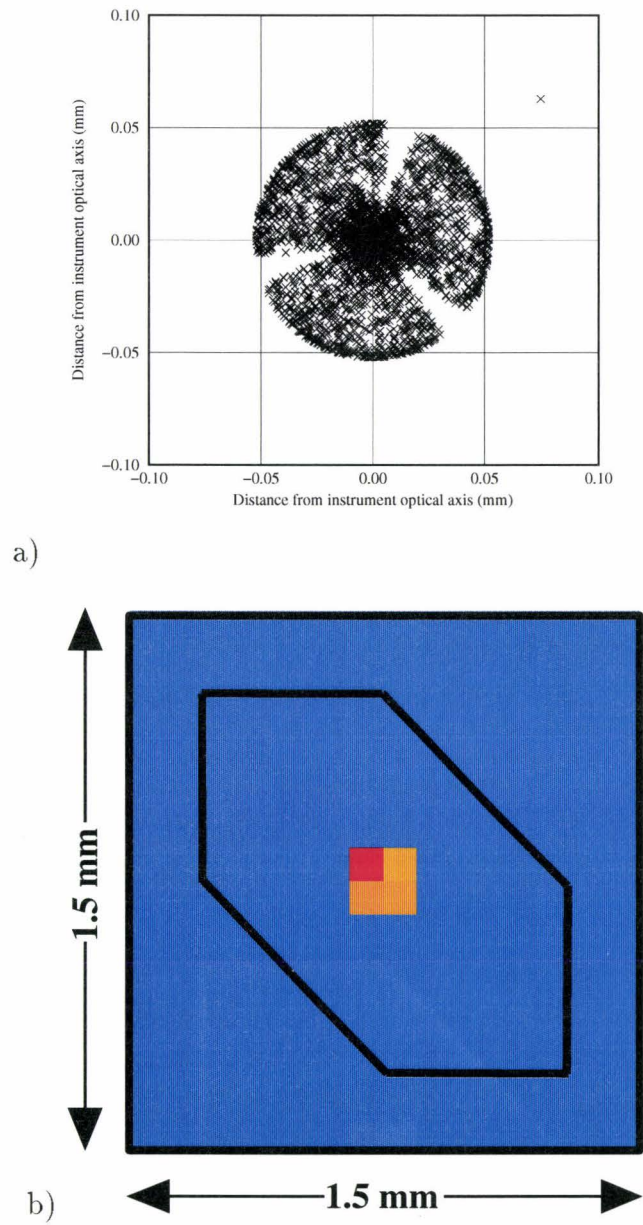 0.10
0.05
0.00
−0.05
−0.10
Distance from instrument optical axis (mm)
−0.10 −0.05 0.00 0.05 0.10
Distance from instrument optical axis (mm)
a)
1.5 mm
b)
1.5 mm